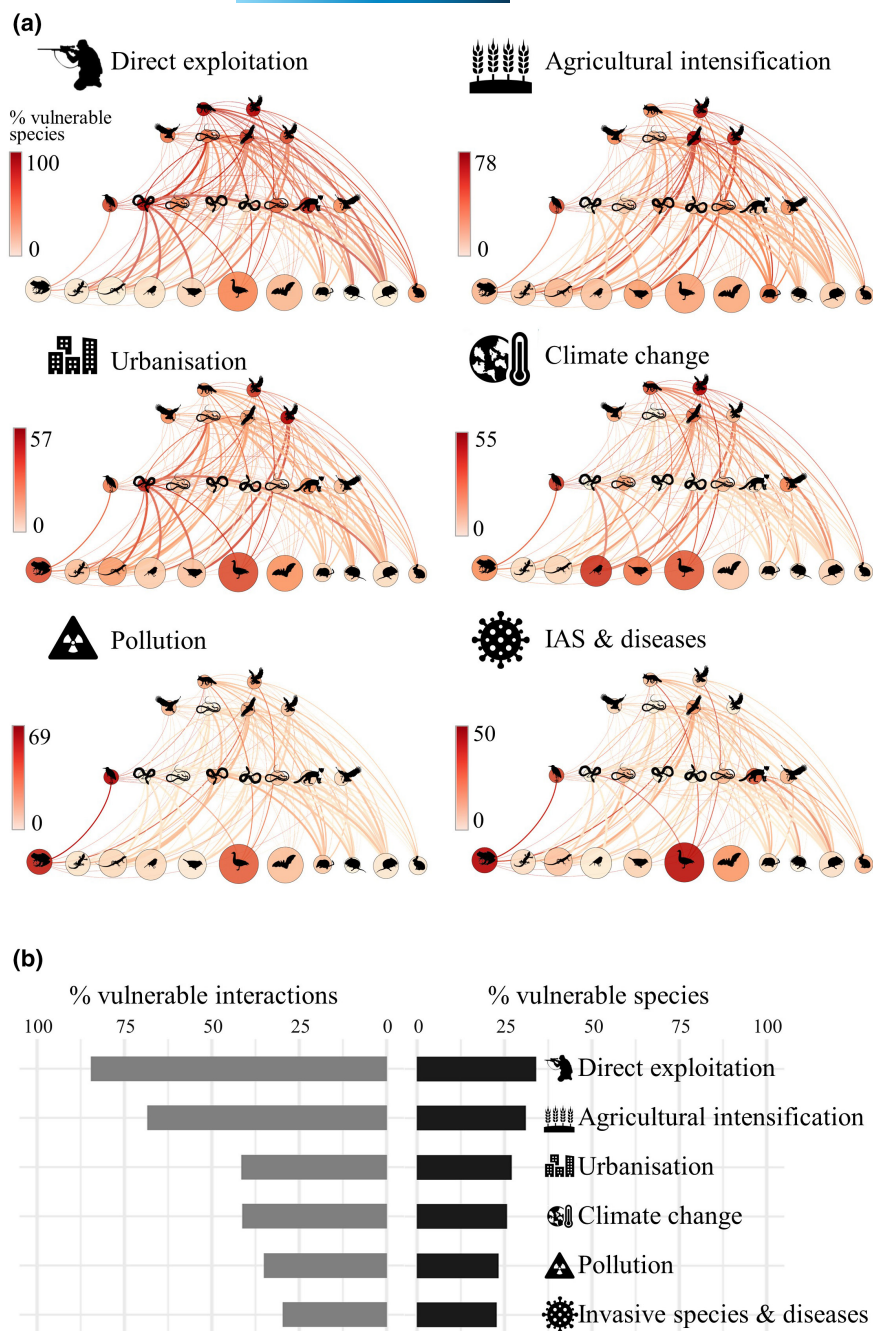 (a)
Direct exploitation
Agricultural intensification
% vulnerable
species
100
0
78
0
Urbanisation
Climate change
57
0
55
0
Pollution
IAS & diseases
69
0
50
0
(b)
% vulnerable interactions
% vulnerable species
100 75 50 25 0 0 25 50 75 100
Direct exploitation
Agricultural intensification
Urbanisation
Climate change
Pollution
Invasive species & diseases